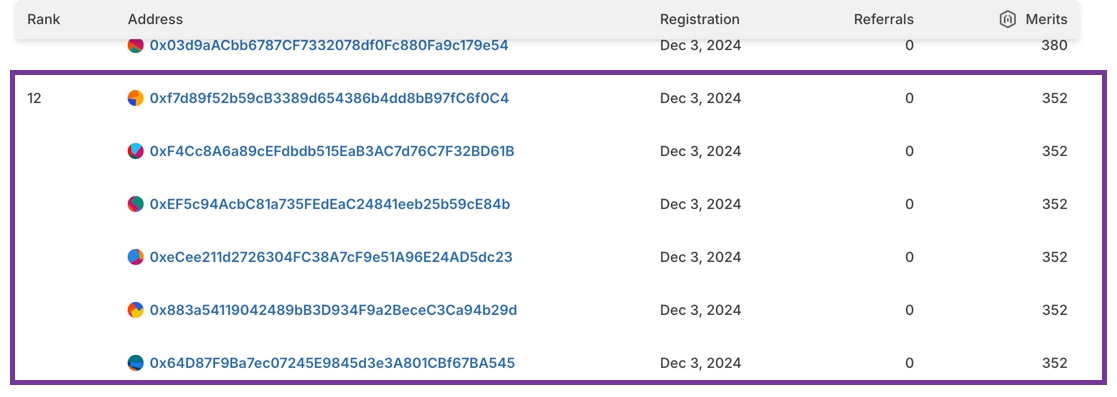 Rank Address Registration Referrals Merits
0x03d9aACbb6787CF7332078df0Fc880Fa9c179e54 Dec 3, 2024 0 380
12 0xf7d89f52b59cB3389d654386b4dd8bB97fC6f0C4 Dec 3, 2024 0 352
0xF4Cc8A6a89cEFdbdb515EaB3AC7d76C7F32BD61B Dec 3, 2024 0 352
0xEF5c94AcbC81a735FEdEaC24841eeb25b59cE84b Dec 3, 2024 0 352
0xeCee211d2726304FC38A7cF9e51A96E24AD5dc23 Dec 3, 2024 0 352
0x883a54119042489bB3D934F9a2BeceC3Ca94b29d Dec 3, 2024 0 352
0x64D87F9Ba7ec07245E9845d3e3A801CBf67BA545 Dec 3, 2024 0 352